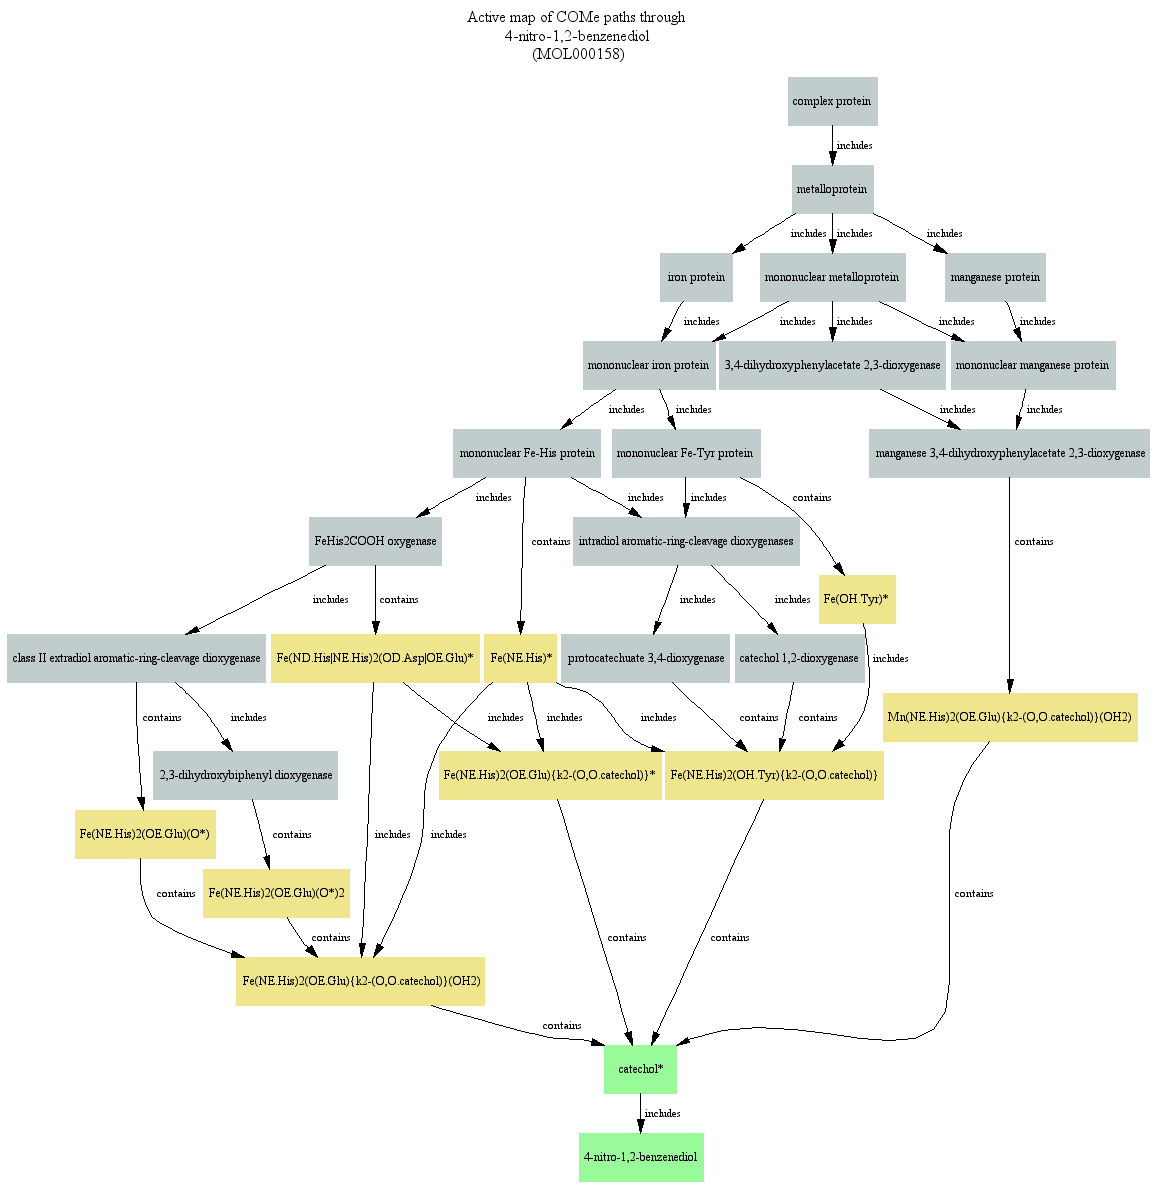 Active map of COMe paths through
4-nitro-1,2-benzenediol
(MOL000158)
complex protein
includes
metalloprotein
includes
includes
includes
iron protein
mononuclear metalloprotein
manganese protein
includes
includes
includes
includes
includes
mononuclear iron protein
3,4-dihydroxyphenylacetate 2,3-dioxygenase
mononuclear manganese protein
includes
includes
includes
includes
mononuclear Fe-His protein
mononuclear Fe-Tyr protein
manganese 3,4-dihydroxyphenylacetate 2,3-dioxygenase
includes
includes
includes
contains
FeHis2COOH oxygenase
contains
intradiol aromatic-ring-cleavage dioxygenases
contains
includes
contains
includes
includes
Fe(OH.Tyr)*
class II extradiol aromatic-ring-cleavage dioxygenase
Fe(ND.His|NE.His)2(OD.Asp|OE.Glu)*
Fe(NE.His)*
protocatechuate 3,4-dioxygenase
catechol 1,2-dioxygenase
includes
contains
includes
includes
includes
includes
contains
contains
Mn(NE.His)2(OE.Glu){k2-(O,O.catechol)}(OH2)
2,3-dihydroxybiphenyl dioxygenase
Fe(NE.His)2(OE.Glu){k2-(O,O.catechol)}*
Fe(NE.His)2(OH.Tyr){k2-(O,O.catechol)}
Fe(NE.His)2(OE.Glu)(O*)
contains
includes
includes
contains
Fe(NE.His)2(OE.Glu)(O*)2
contains
contains
contains
contains
Fe(NE.His)2(OE.Glu){k2-(O,O.catechol)}(OH2)
contains
catechol*
includes
4-nitro-1,2-benzenediol